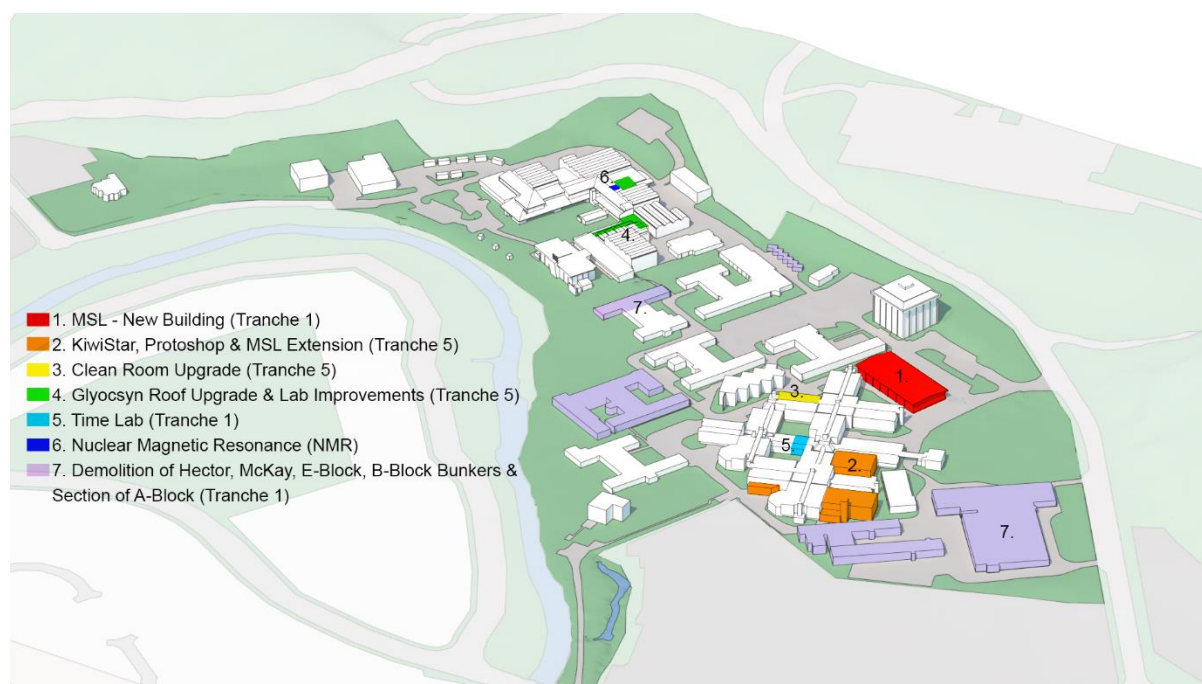 6.
4.
7.
1. MSL - New Building (Tranche 1)
2. KiwiStar, Protoshop & MSL Extension (Tranche 5)
3. Clean Room Upgrade (Tranche 5)
4. Glyocsyn Roof Upgrade & Lab Improvements (Tranche 5)
5. Time Lab (Tranche 1)
6. Nuclear Magnetic Resonance (NMR)
7. Demolition of Hector, McKay, E-Block, B-Block Bunkers &
Section of A-Block (Tranche 1)
1.
3.
5.
2.
7.